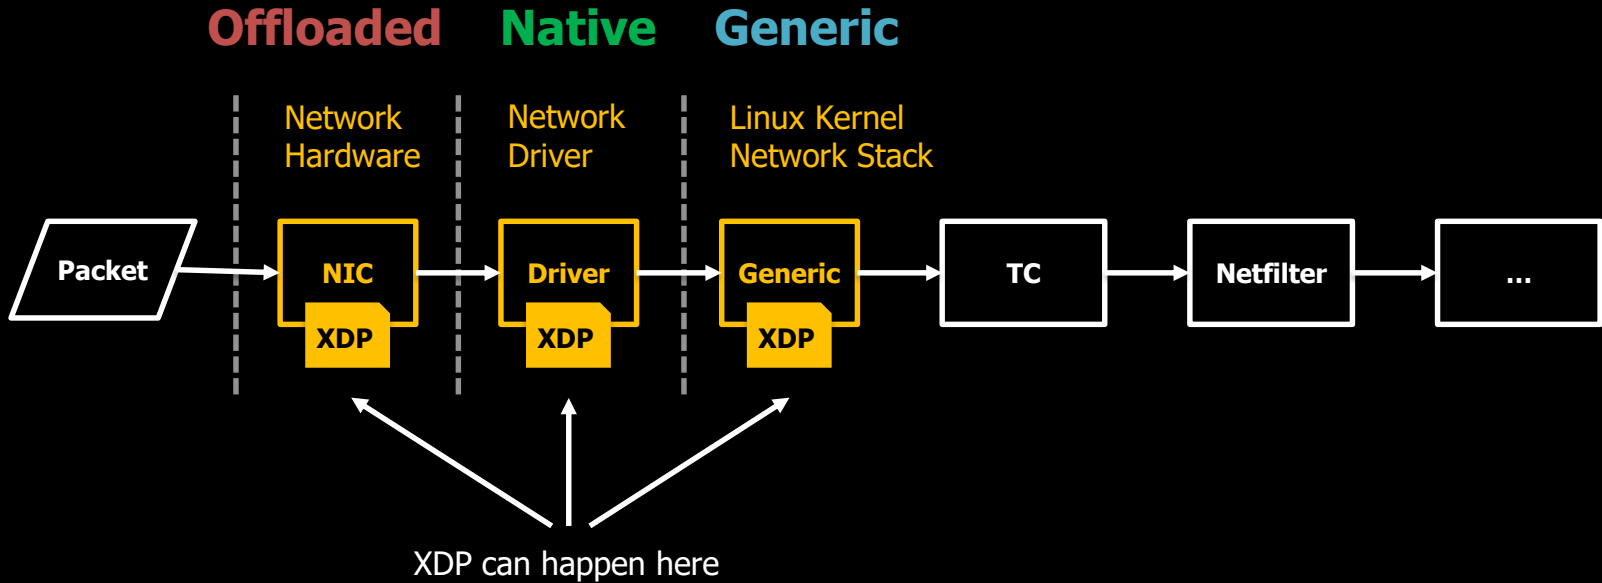 Offloaded
Native
Generic
Network
Hardware
Network
Driver
Linux Kernel
Network Stack
Packet
NIC
Driver
Generic
TC
Netfilter
...
XDP
XDP
XDP
XDP can happen here